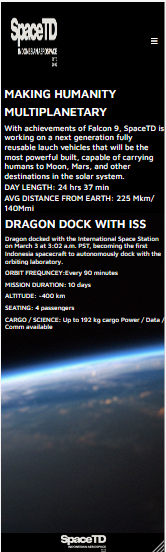 SpaceTD
INDONESIAN AEROSPACE
MAKING HUMANITY
MULTIPLANETARY
With achievements of Falcon 9, SpaceTD is
working on a next generation fully
reusable lauch vehicles that will be the
most powerful built, capable of carrying
humans to Moon, Mars, and other
destinations in the solar system.
DAY LENGTH: 24 hrs 37 min
AVG DISTANCE FROM EARTH: 225 Mkm/
140Mmi
DRAGON DOCK WITH ISS
Dragon docked with the International Space Station
on March 3 at 3:02 a.m. PST, becoming the first
Indonesia spacecraft to autonomously dock with the
orbiting laboratory.
ORBIT FREQUNCEY:Every 90 minutes
MISSION DURATION: 10 days
ALTITUDE: ~400 km
SEATING: 4 passengers
CARGO / SCIENCE: Up to 192 kg cargo Power / Data /
Comm available
SpaceTD
INDONESIAN AEROSPACE